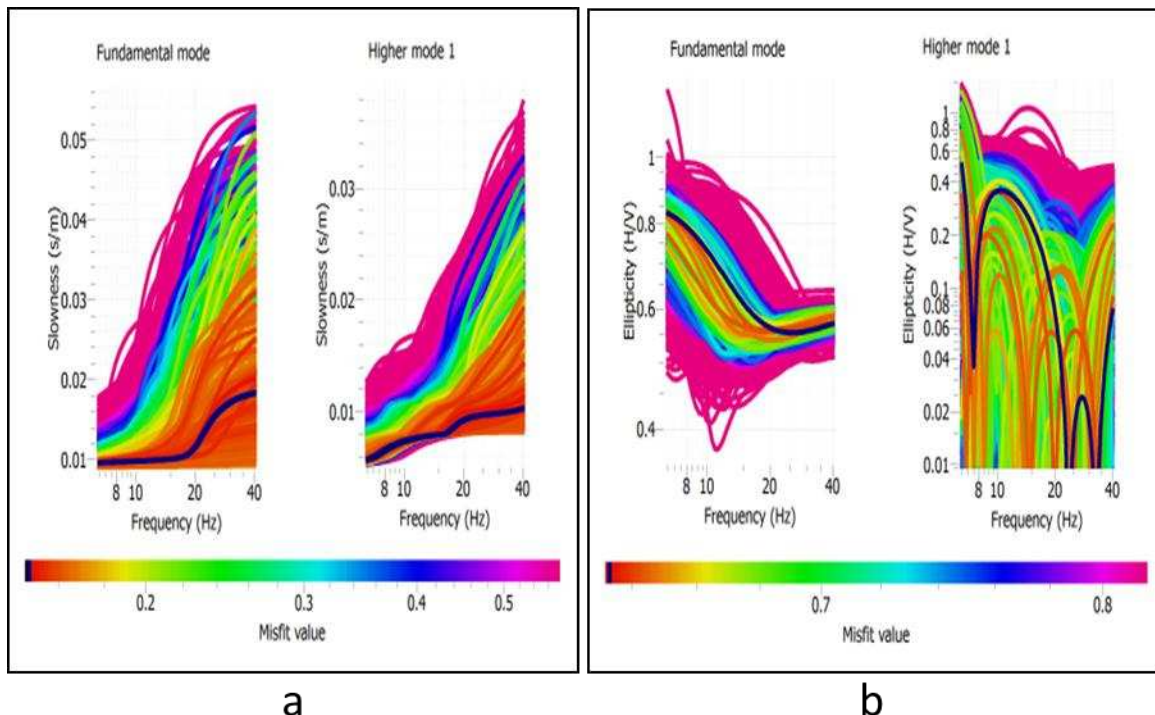 Fundamental mode
Higher mode 1
Slowness (s/m)
0.05
0.04
0.03
0.02
0.01
8 10 20 40
Frequency (Hz)
Slowness (s/m)
0.03
0.02
0.01
8 10 20 40
Frequency (Hz)
0.2 0.3 0.4 0.5
Misfit value
a
Fundamental mode
Higher mode 1
Ellipticity (H/V)
1
0.8
0.6
0.4
8 10 20 40
Frequency (Hz)
Ellipticity (H/V)
1
0.8
0.6
0.4
0.2
0.1
0.08
0.06
0.04
0.02
0.01
8 10 20 40
Frequency (Hz)
0.7 0.8
Misfit value
b